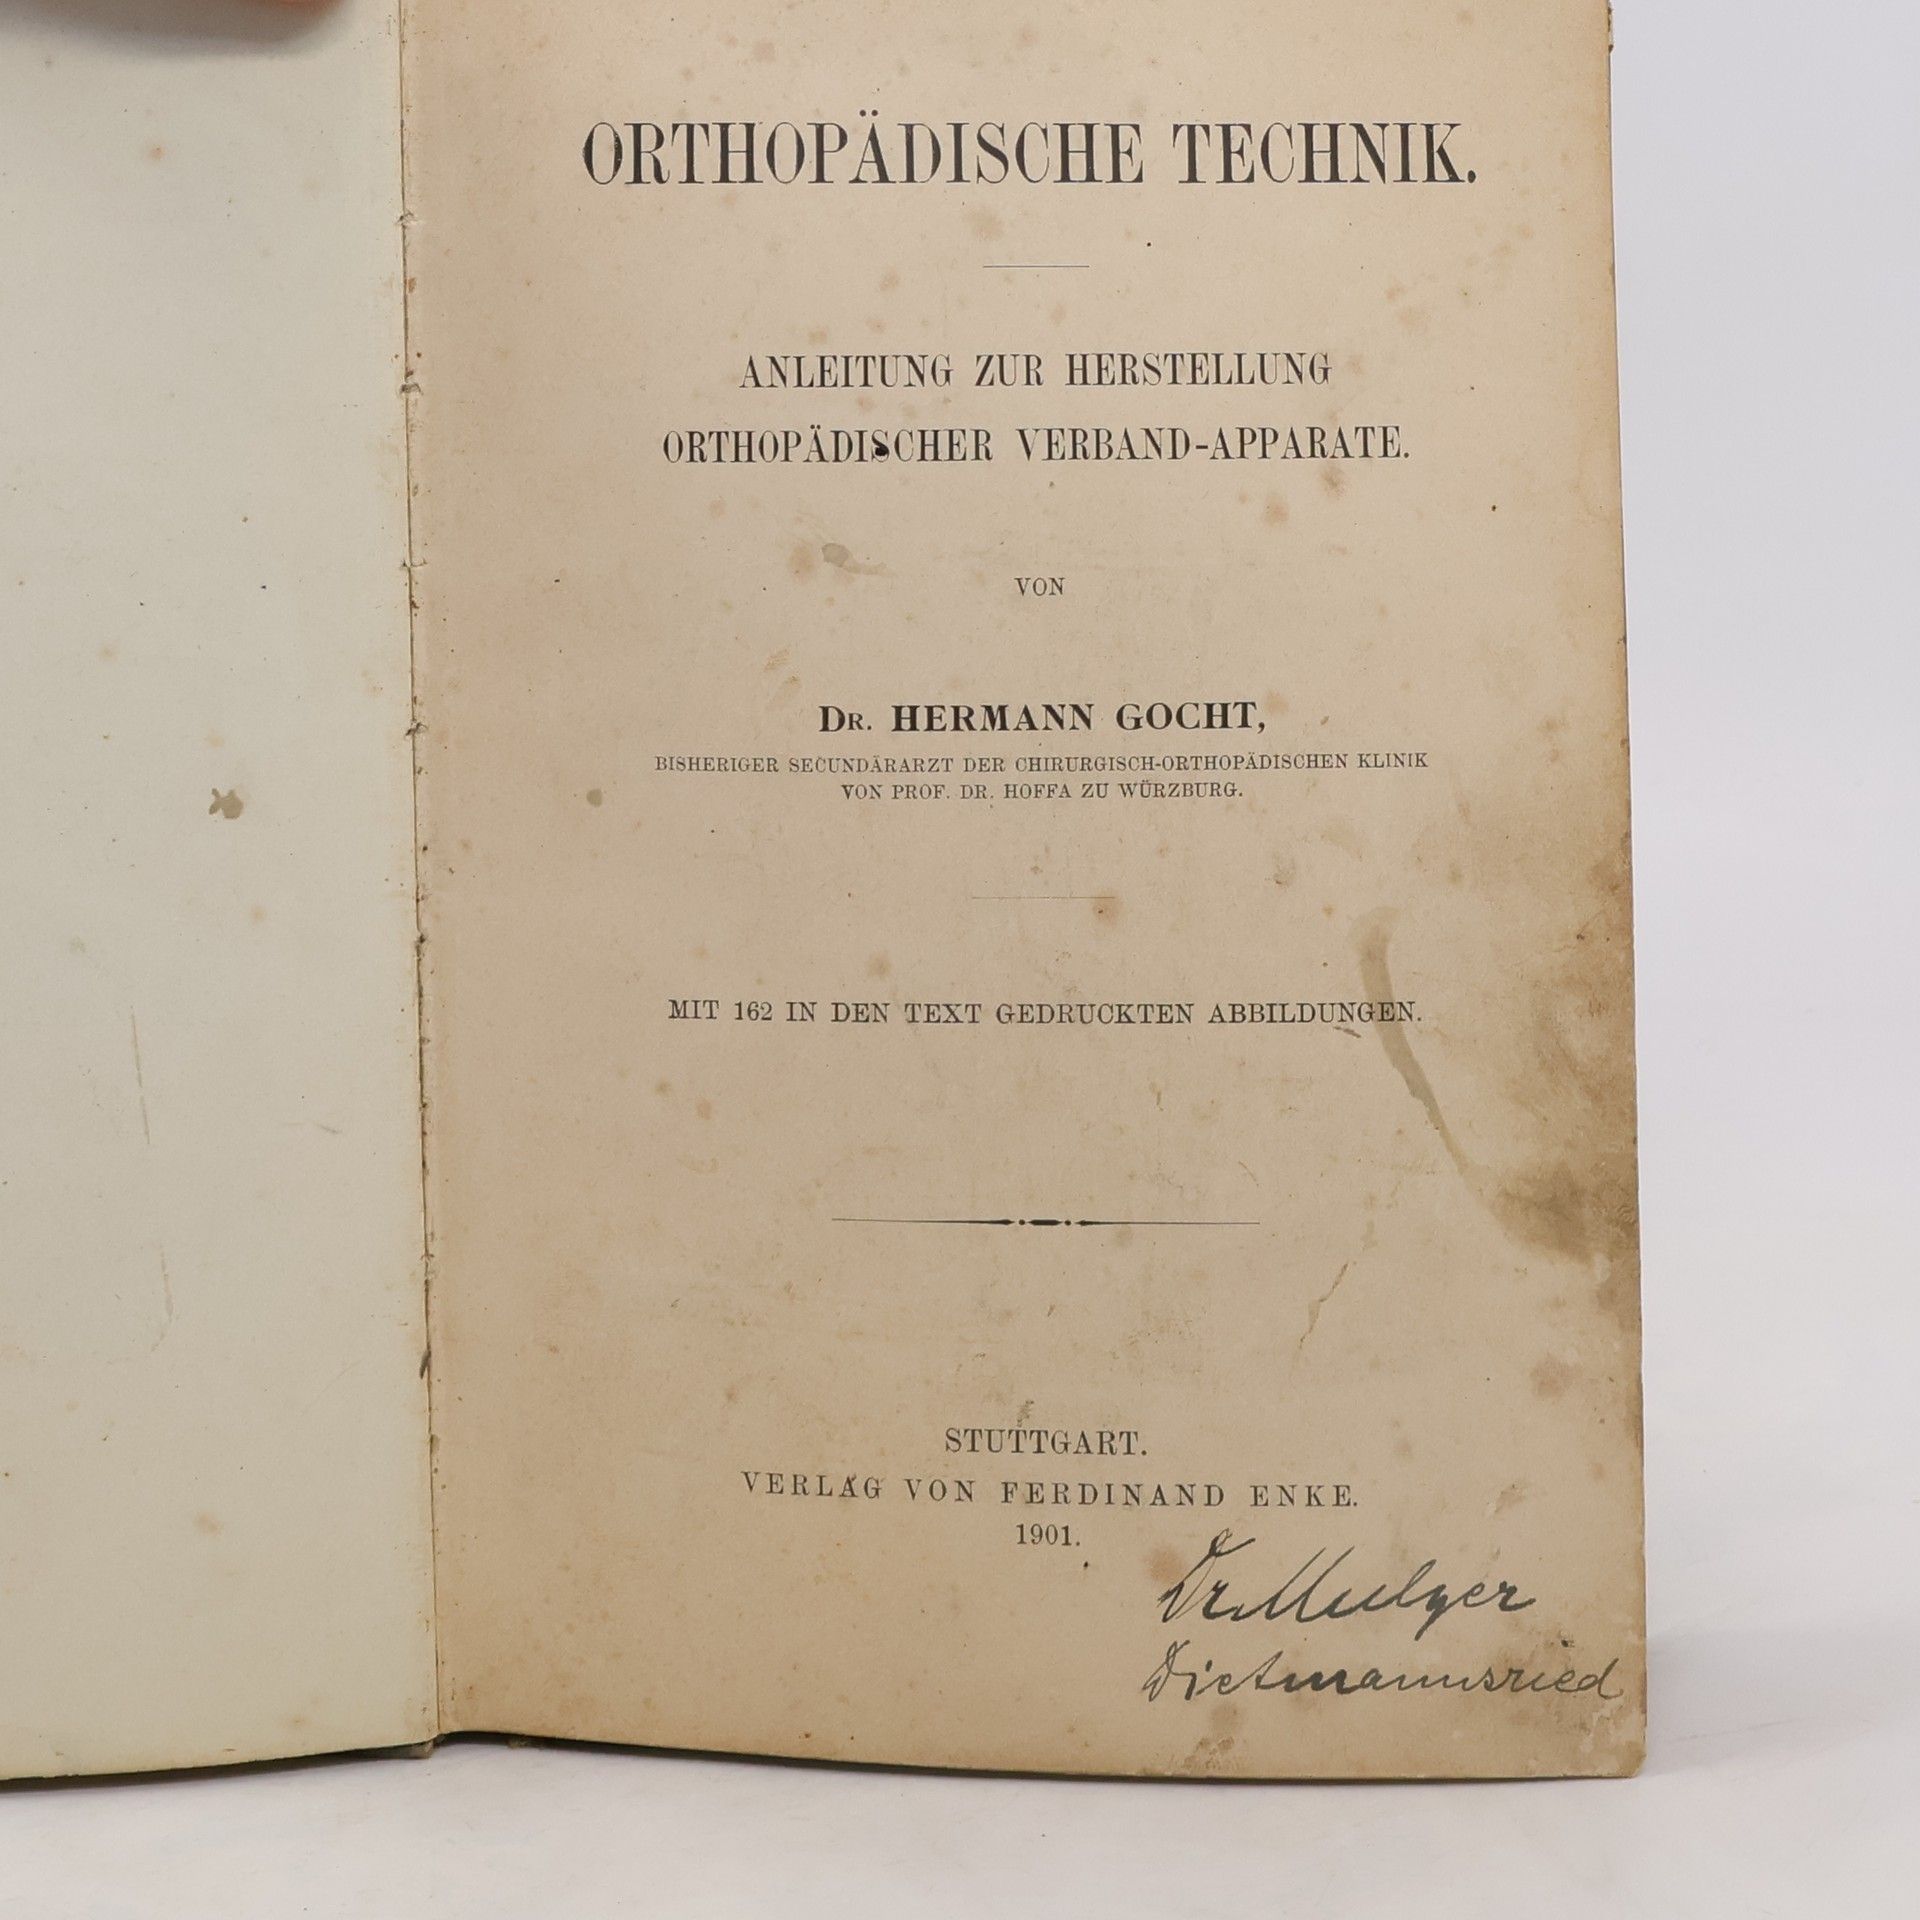 ORTHOPÄDISCHE TECHNIK.
ANLEITUNG ZUR HERSTELLUNG
ORTHOPÄDISCHER VERBAND-APPARATE.
VON
DR. HERMANN GOCHT,
BISHERIGER SECUNDÄRARZT DER CHIRURGISCH-ORTHOPÄDISCHEN KLINIK
VON PROF. DR. HOFFA ZU WÜRZBURG.
MIT 162 IN DEN TEXT GEDRUCKTEN ABBILDUNGEN.
STUTTGART.
VERLAG VON FERDINAND ENKE.
1901.
Dr. Mulzer
Dietmannsried